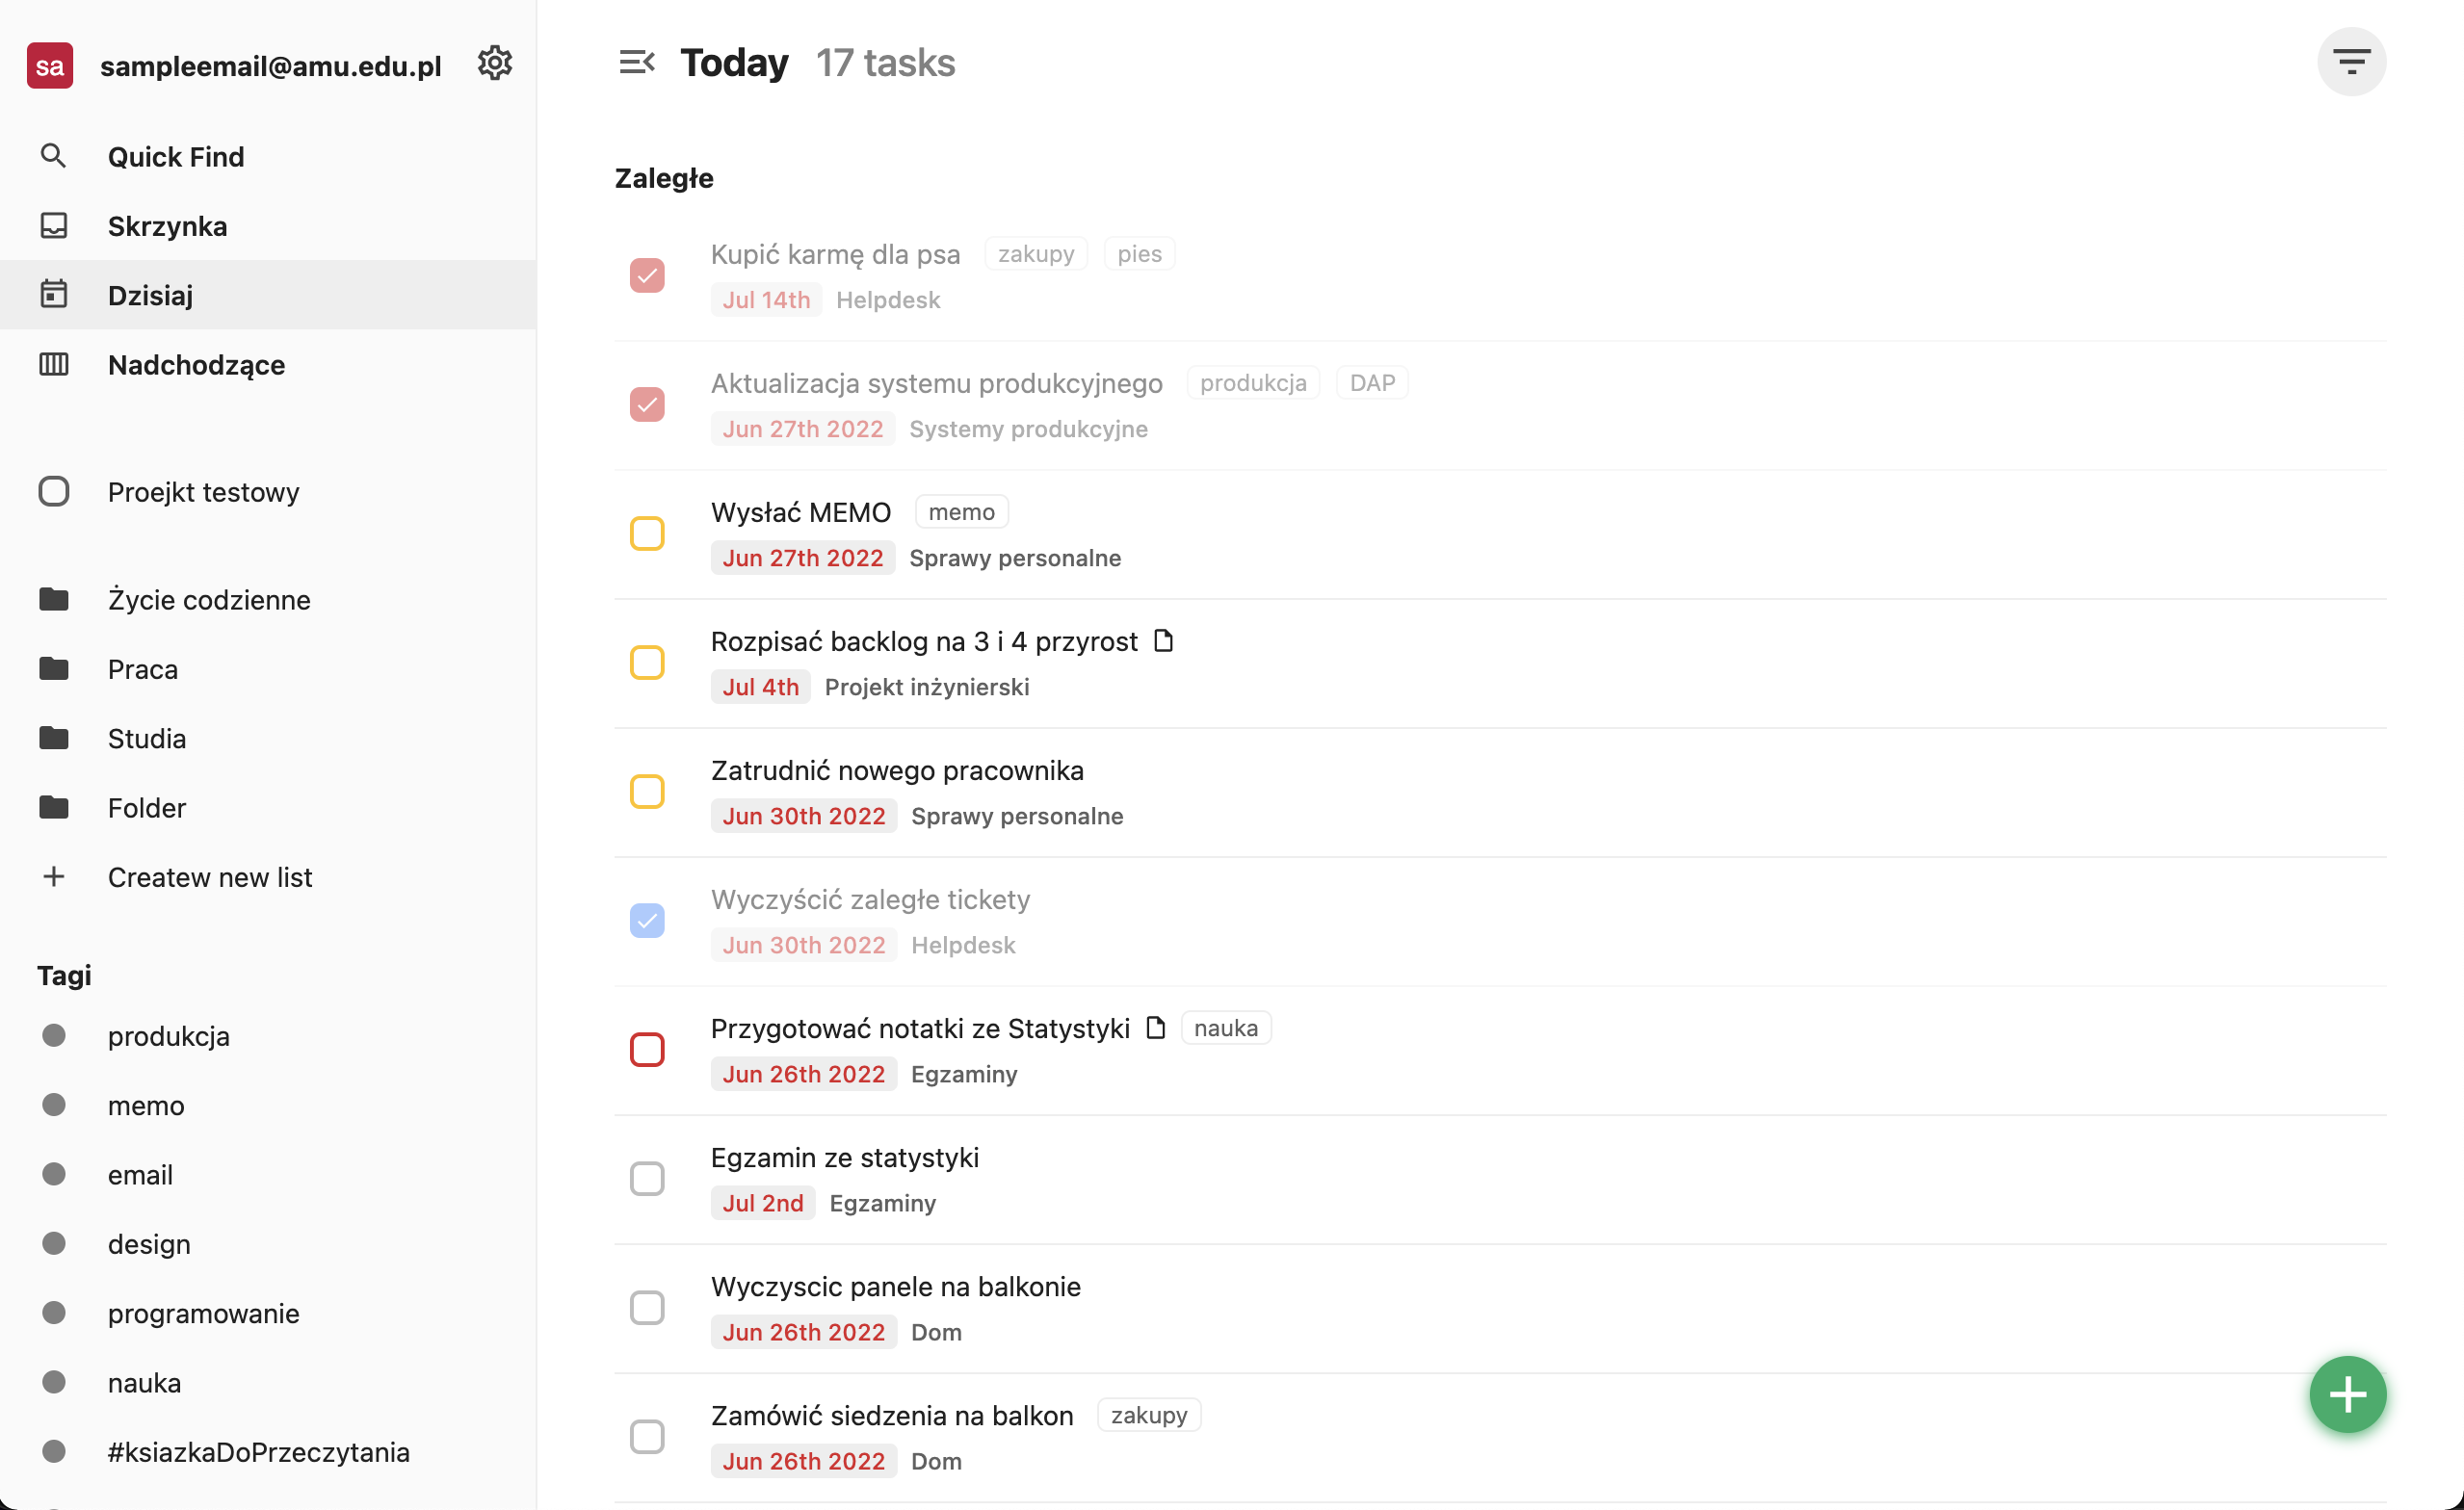 sa sampleemail@amu.edu.pl
Quick Find
Skrzynka
Dzisiaj
Nadchodzące
Proejkt testowy
Życie codzienne
Praca
Studia
Folder
Createw new list
Tagi
produkcja
memo
email
design
programowanie
nauka
#ksiazkaDoPrzeczytania
Today 17 tasks
Zaległe
Kupić karmę dla psa zakupy pies
Jul 14th Helpdesk
Aktualizacja systemu produkcyjnego produkcja DAP
Jun 27th 2022 Systemy produkcyjne
Wysłać MEMO memo
Jun 27th 2022 Sprawy personalne
Rozpisać backlog na 3 i 4 przyrost
Jul 4th Projekt inżynierski
Zatrudnić nowego pracownika
Jun 30th 2022 Sprawy personalne
Wyczyścić zaległe tickety
Jun 30th 2022 Helpdesk
Przygotować notatki ze Statystyki nauka
Jun 26th 2022 Egzaminy
Egzamin ze statystyki
Jul 2nd Egzaminy
Wyczyscic panele na balkonie
Jun 26th 2022 Dom
Zamówić siedzenia na balkon zakupy
Jun 26th 2022 Dom